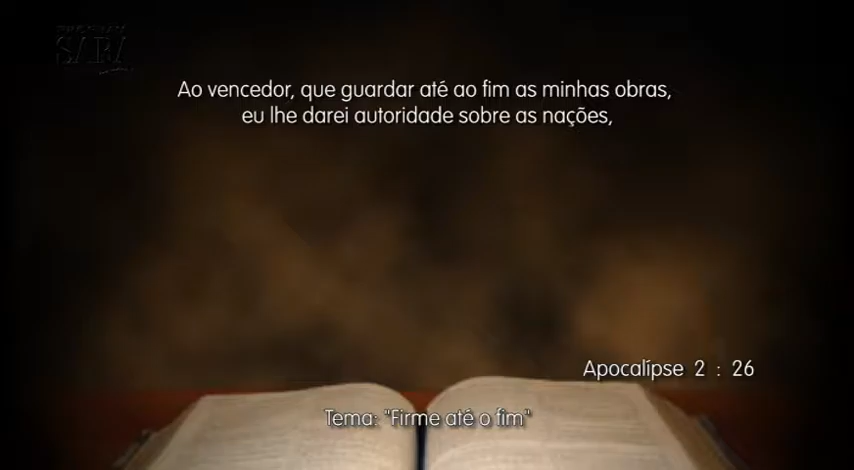 SARA
Ao vencedor, que guardar até ao fim as minhas obras,
eu lhe darei autoridade sobre as nações,
Apocalípse 2 : 26
Tema: "Firme até o fim"